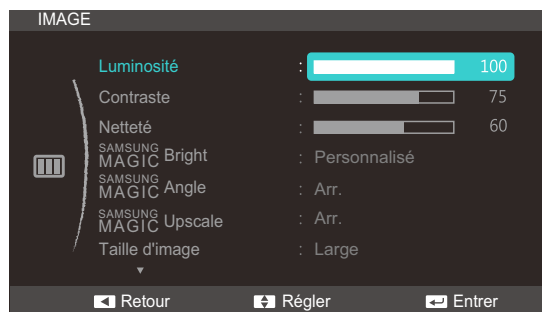 IMAGE
Luminosité : 100
Contraste : 75
Netteté : 60
SAMSUNG MAGIC Bright : Personnalisé
SAMSUNG MAGIC Angle : Arr.
SAMSUNG MAGIC Upscale : Arr.
Taille d'image : Large
Retour Régler Entrer